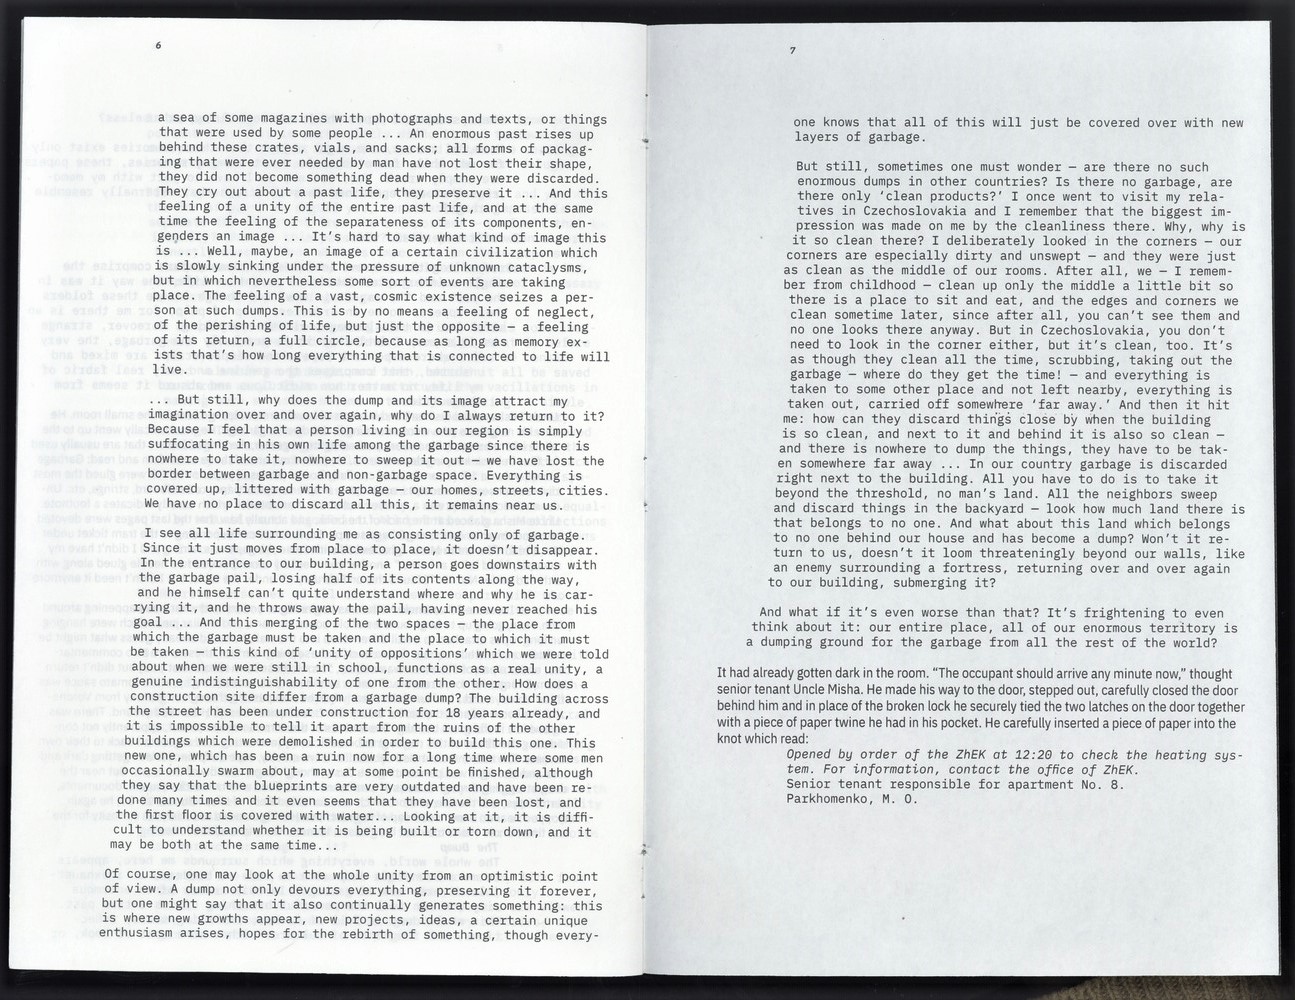 6
a sea of some magazines with photographs and texts, or things
that were used by some people ... An enormous past rises up
behind these crates, vials, and sacks; all forms of packag-
ing that were ever needed by man have not lost their shape,
they did not become something dead when they were discarded.
They cry out about a past life, they preserve it ... And this
feeling of a unity of the entire past life, and at the same
time the feeling of the separateness of its components, en-
genders an image ... It's hard to say what kind of image this
is ... Well, maybe, an image of a certain civilization which
is slowly sinking under the pressure of unknown cataclysms,
but in which nevertheless some sort of events are taking
place. The feeling of a vast, cosmic existence seizes a per-
son at such dumps. This is by no means a feeling of neglect,
of the perishing of life, but just the opposite — a feeling
of its return, a full circle, because as long as memory ex-
ists that's how long everything that is connected to life will
live.
... But still, why does the dump and its image attract my
imagination over and over again, why do I always return to it?
Because I feel that a person living in our region is simply
suffocating in his own life among the garbage since there is
nowhere to take it, nowhere to sweep it out — we have lost the
border between garbage and non-garbage space. Everything is
covered up, littered with garbage — our homes, streets, cities.
We have no place to discard all this, it remains near us.
I see all life surrounding me as consisting only of garbage.
Since it just moves from place to place, it doesn't disappear.
In the entrance to our building, a person goes downstairs with
the garbage pail, losing half of its contents along the way,
and he himself can't quite understand where and why he is car-
rying it, and he throws away the pail, having never reached his
goal ... And this merging of the two spaces — the place from
which the garbage must be taken and the place to which it must
be taken — this kind of 'unity of oppositions' which we were told
about when we were still in school, functions as a real unity, a
genuine indistinguishability of one from the other. How does a
construction site differ from a garbage dump? The building across
the street has been under construction for 18 years already, and
it is impossible to tell it apart from the ruins of the other
buildings which were demolished in order to build this one. This
new one, which has been a ruin now for a long time where some men
occasionally swarm about, may at some point be finished, although
they say that the blueprints are very outdated and have been re-
done many times and it even seems that they have been lost, and
the first floor is covered with water... Looking at it, it is diffi-
cult to understand whether it is being built or torn down, and it
may be both at the same time...
Of course, one may look at the whole unity from an optimistic point
of view. A dump not only devours everything, preserving it forever,
but one might say that it also continually generates something: this
is where new growths appear, new projects, ideas, a certain unique
enthusiasm arises, hopes for the rebirth of something, though every-
7
one knows that all of this will just be covered over with new
layers of garbage.
But still, sometimes one must wonder — are there no such
enormous dumps in other countries? Is there no garbage, are
there only 'clean products?' I once went to visit my rela-
tives in Czechoslovakia and I remember that the biggest im-
pression was made on me by the cleanliness there. Why, why is
it so clean there? I deliberately looked in the corners — our
corners are especially dirty and unswept — and they were just
as clean as the middle of our rooms. After all, we — I remem-
ber from childhood — clean up only the middle a little bit so
there is a place to sit and eat, and the edges and corners we
clean sometime later, since after all, you can't see them and
no one looks there anyway. But in Czechoslovakia, you don't
need to look in the corner either, but it's clean, too. It's
as though they clean all the time, scrubbing, taking out the
garbage — where do they get the time! — and everything is
taken to some other place and not left nearby, everything is
taken out, carried off somewhere 'far away.' And then it hit
me: how can they discard things close by when the building
is so clean, and next to it and behind it is also so clean —
and there is nowhere to dump the things, they have to be tak-
en somewhere far away ... In our country garbage is discarded
right next to the building. All you have to do is to take it
beyond the threshold, no man's land. All the neighbors sweep
and discard things in the backyard — look how much land there is
that belongs to no one. And what about this land which belongs
to no one behind our house and has become a dump? Won't it re-
turn to us, doesn't it loom threateningly beyond our walls, like
an enemy surrounding a fortress, returning over and over again
to our building, submerging it?
And what if it's even worse than that? It's frightening to even
think about it: our entire place, all of our enormous territory is
a dumping ground for the garbage from all the rest of the world?
It had already gotten dark in the room. “The occupant should arrive any minute now,” thought
senior tenant Uncle Misha. He made his way to the door, stepped out, carefully closed the door
behind him and in place of the broken lock he securely tied the two latches on the door together
with a piece of paper twine he had in his pocket. He carefully inserted a piece of paper into the
knot which read:
Opened by order of the ZhEK at 12:20 to check the heating sys-
tem. For information, contact the office of ZhEK.
Senior tenant responsible for apartment No. 8.
Parkhomenko, M. O.